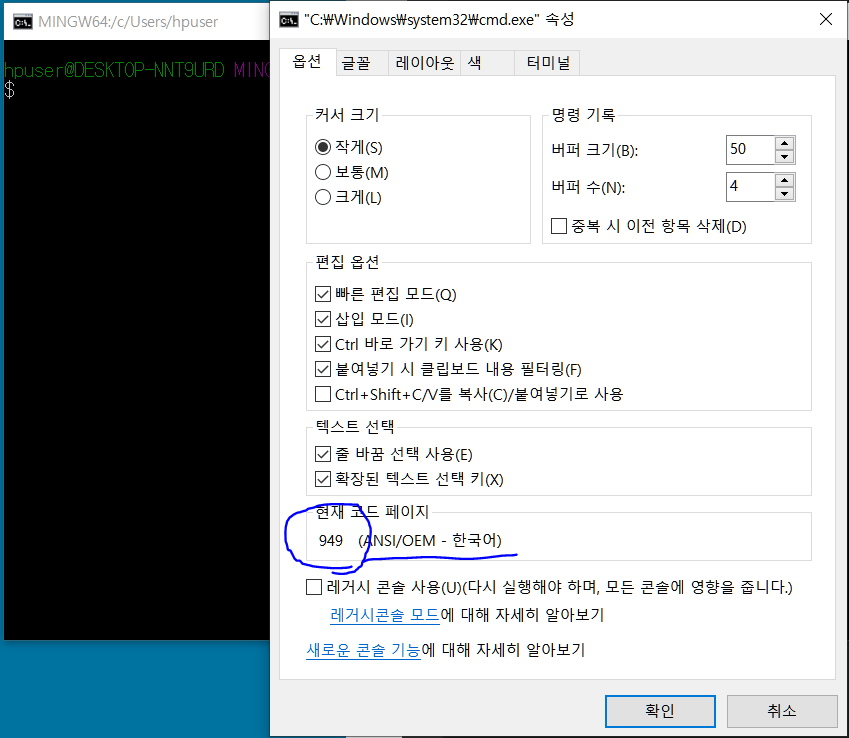 MINGW64:/c/Users/hpuser
hpuser@DESKTOP-NNT9URD MING
$
"C:₩Windows₩system32₩cmd.exe" 속성
옵션 글꼴 레이아웃 색 터미널
커서 크기
작게(S)
보통(M)
크게(L)
명령 기록
버퍼 크기(B): 50
버퍼 수(N): 4
중복 시 이전 항목 삭제(D)
편집 옵션
빠른 편집 모드(Q)
삽입 모드(I)
Ctrl 바로 가기 키 사용(K)
붙여넣기 시 클립보드 내용 필터링(F)
Ctrl+Shift+C/V를 복사(C)/붙여넣기로 사용
텍스트 선택
줄 바꿈 선택 사용(E)
확장된 텍스트 선택 키(X)
현재 코드 페이지
949 (ANSI/OEM - 한국어)
레거시 콘솔 사용(U)(다시 실행해야 하며, 모든 콘솔에 영향을 줍니다.)
레거시콘솔 모드에 대해 자세히 알아보기
새로운 콘솔 기능에 대해 자세히 알아보기
확인 취소